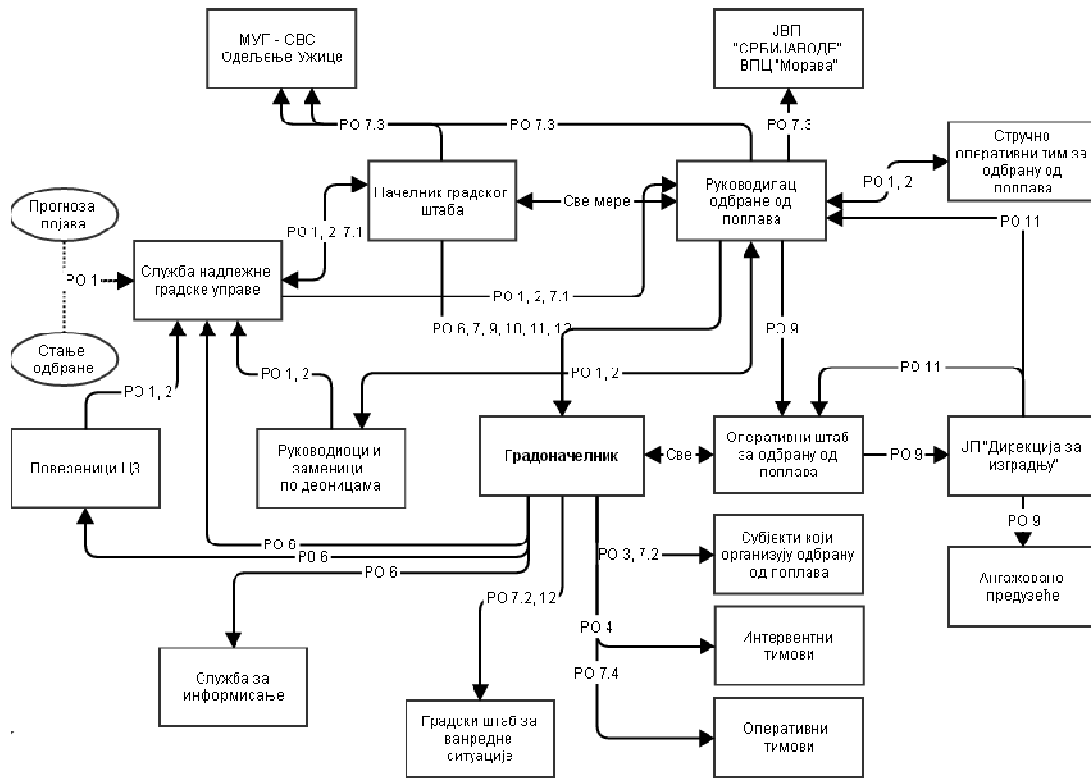 МУП - СВС
Одељење Ужице
ЈВП
"СРБИЈАВОДЕ"
ВПЦ "Морава"
РО 7.3
РО 7.3
РО 7.3
Стручно
оперативни тим за
одбрану од
поплава
Начелник градског
штаба
Све мере
Руководилац
одбране од
поплава
РО 1, 2
Прогноза
појава
РО 11
РО 1, 2 7.1
РО 1
Служба надлежне
градске управе
РО 1, 2, 7.1
РО 6, 7, 9, 10, 11, 12
РО 9
Стање
одбране
РО 1, 2
РО 1, 2
РО 1, 2
РО 11
Повереници ЦЗ
Руководиоци и
заменици
по деоницама
Градоначелник
Све
Оперативни штаб
за одбрану од
поплава
РО 9
ЈП"Дирекција за
изградњу"
РО 9
РО 6
РО 6
РО 6
РО 3, 7.2
Субјекти који
организују одбрану
од поплава
Ангажовано
предузеће
РО 7.2, 12
РО 4
Интервентни
тимови
РО 7.4
Служба за
информисање
Градски штаб за
ванредне
ситуације
Оперативни
тимови